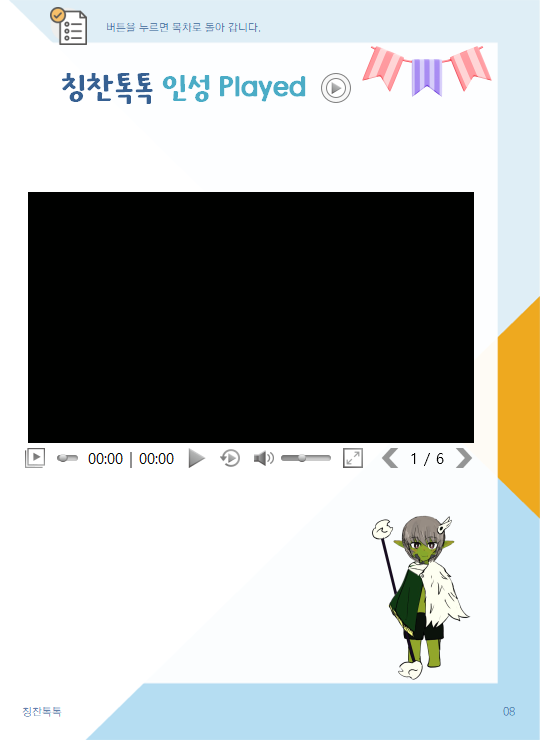 버튼을 누르면 목차로 돌아 갑니다.
칭찬톡톡 인성 Played
00:00 | 00:00
1 / 6
칭찬톡톡
08